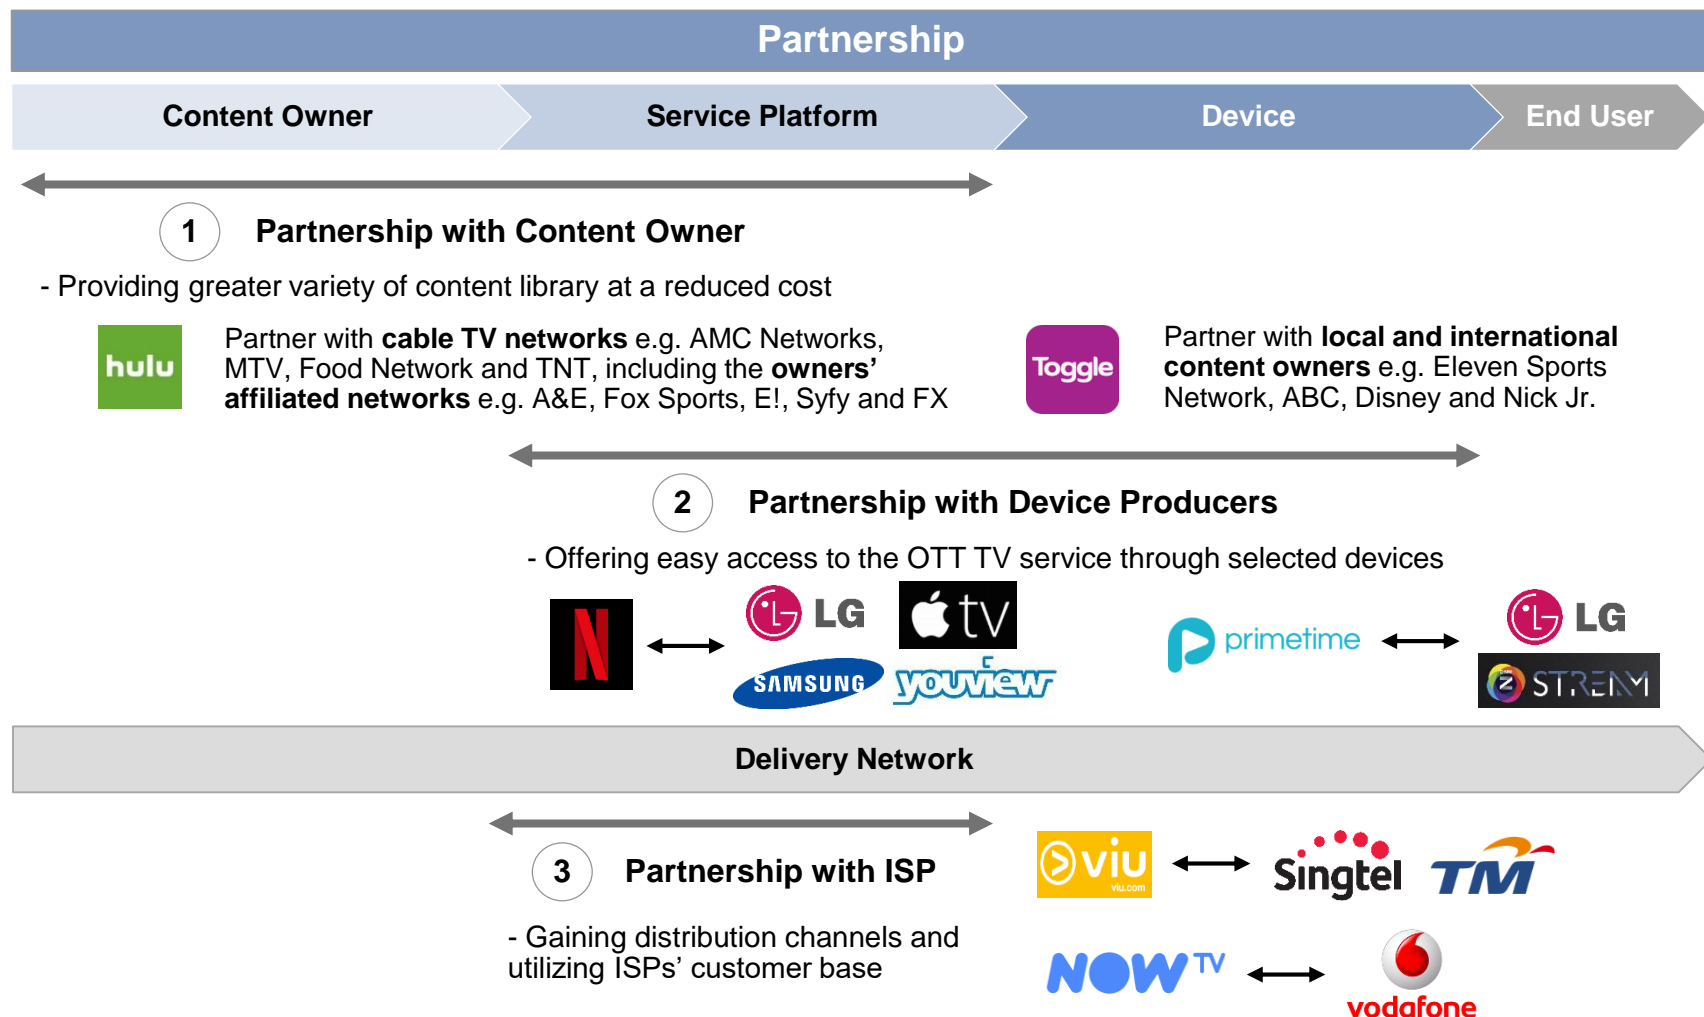 Partnership
Content Owner
Service Platform
Device
End User
1 Partnership with Content Owner
- Providing greater variety of content library at a reduced cost
hulu
Partner with cable TV networks e.g. AMC Networks,
MTV, Food Network and TNT, including the owners’
affiliated networks e.g. A&E, Fox Sports, E!, Syfy and FX
Toggle
Partner with local and international
content owners e.g. Eleven Sports
Network, ABC, Disney and Nick Jr.
2 Partnership with Device Producers
- Offering easy access to the OTT TV service through selected devices
N
LG
tv
SAMSUNG
youview
primetime
LG
STREAM
Delivery Network
3 Partnership with ISP
- Gaining distribution channels and
utilizing ISPs’ customer base
viu
viu.com
Singtel
TM
NOW TV
vodafone